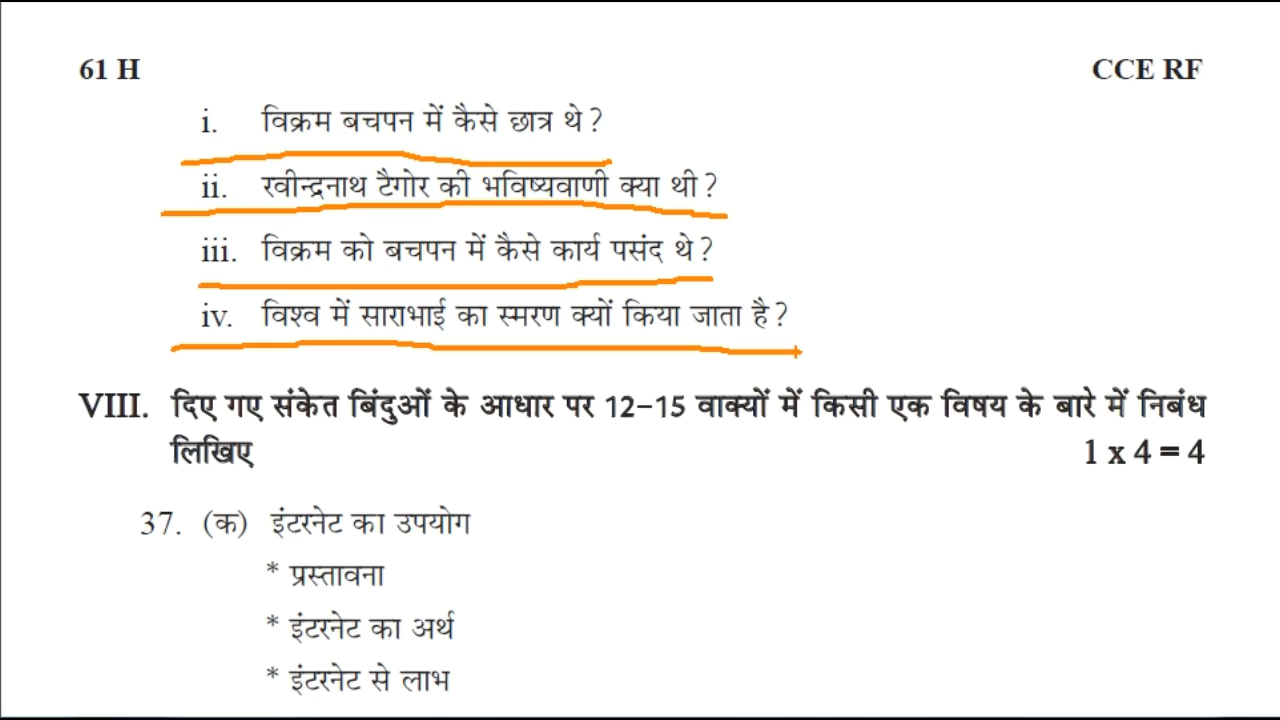 61 H CCE RF
i. विक्रम बचपन में कैसे छात्र थे ?
ii. रवीन्द्रनाथ टैगोर की भविष्यवाणी क्या थी ?
iii. विक्रम को बचपन में कैसे कार्य पसंद थे ?
iv. विश्व में साराभाई का स्मरण क्यों किया जाता है ?
VIII. दिए गए संकेत बिंदुओं के आधार पर 12–15 वाक्यों में किसी एक विषय के बारे में निबंध
लिखिए 1 x 4 = 4
37. (क) इंटरनेट का उपयोग
* प्रस्तावना
* इंटरनेट का अर्थ
* इंटरनेट से लाभ